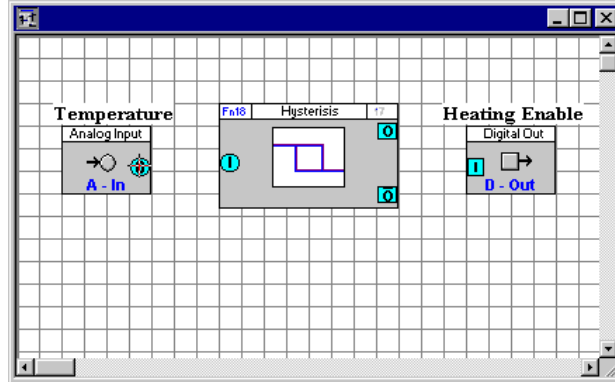 Temperature
Analog Input
A - In
Fn18 Hysterisis 17
I
O
O
Heating Enable
Digital Out
I
D - Out